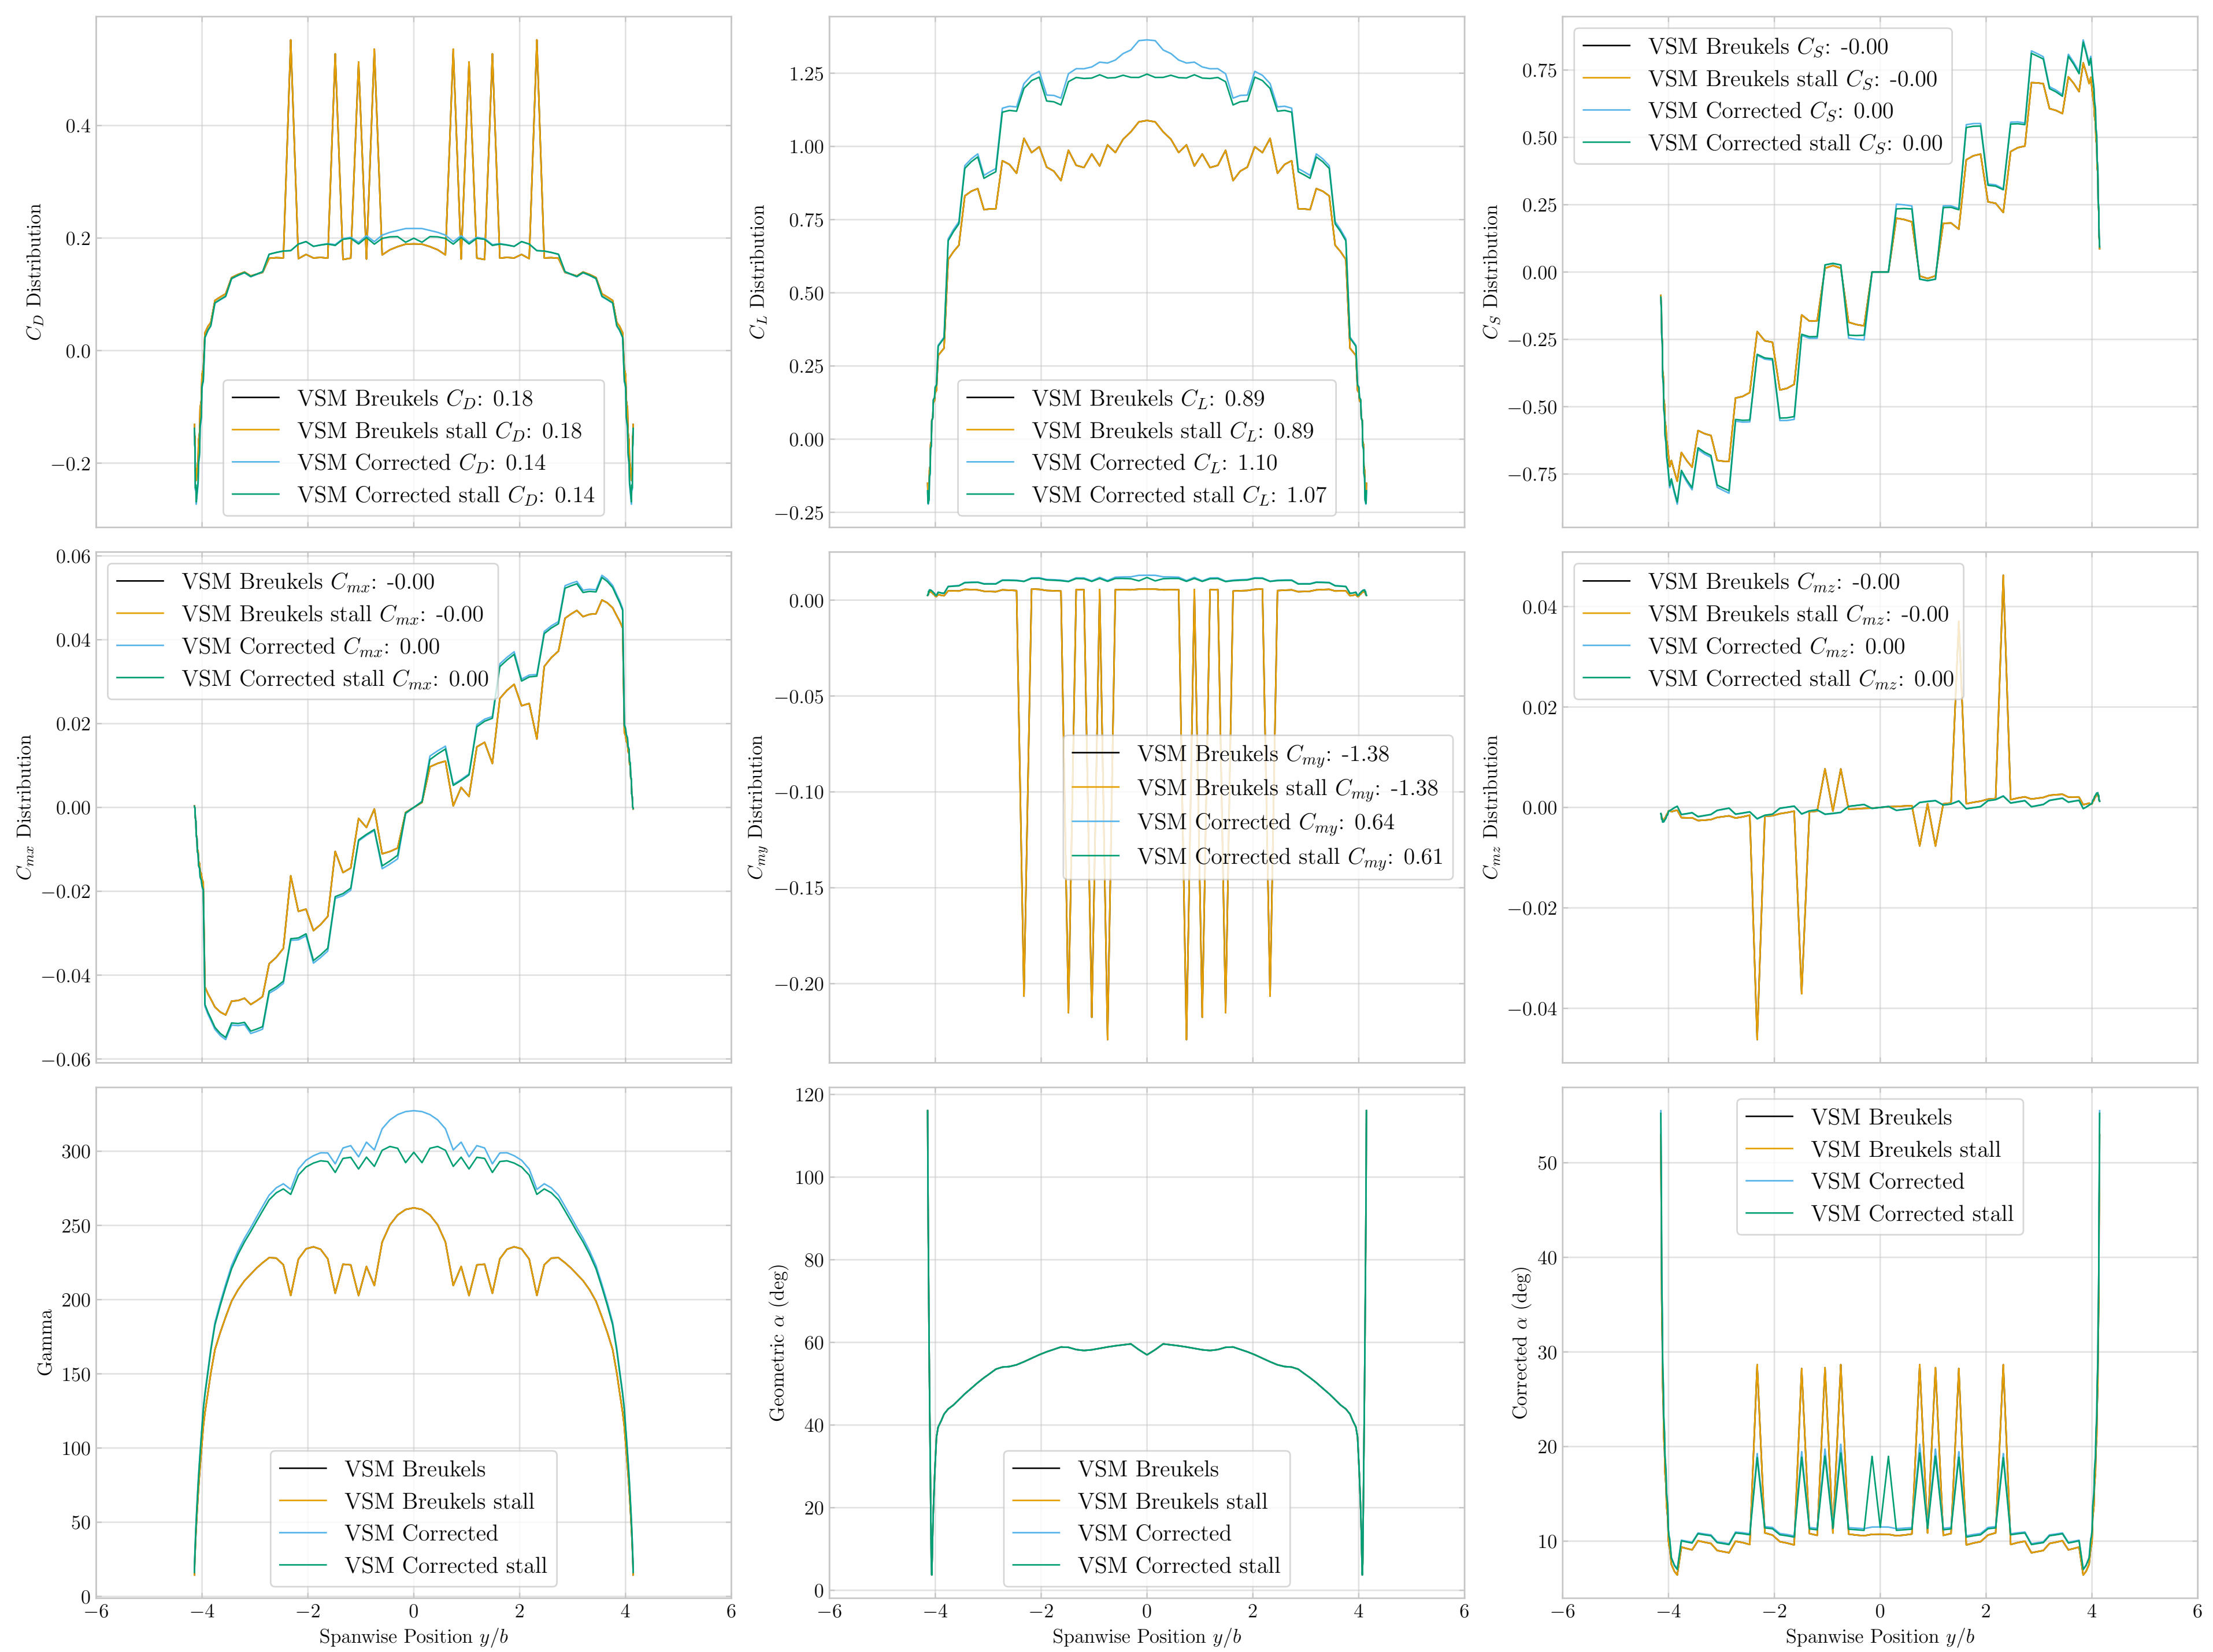 C_D Distribution
0.4
0.2
0.0
−0.2
VSM Breukels C_D: 0.18
VSM Breukels stall C_D: 0.18
VSM Corrected C_D: 0.14
VSM Corrected stall C_D: 0.14
C_L Distribution
1.25
1.00
0.75
0.50
0.25
0.00
−0.25
VSM Breukels C_L: 0.89
VSM Breukels stall C_L: 0.89
VSM Corrected C_L: 1.10
VSM Corrected stall C_L: 1.07
C_S Distribution
0.75
0.50
0.25
0.00
−0.25
−0.50
−0.75
VSM Breukels C_S: -0.00
VSM Breukels stall C_S: -0.00
VSM Corrected C_S: 0.00
VSM Corrected stall C_S: 0.00
C_mx Distribution
0.06
0.04
0.02
0.00
−0.02
−0.04
−0.06
VSM Breukels C_mx: -0.00
VSM Breukels stall C_mx: -0.00
VSM Corrected C_mx: 0.00
VSM Corrected stall C_mx: 0.00
C_my Distribution
0.00
−0.05
−0.10
−0.15
−0.20
VSM Breukels C_my: -1.38
VSM Breukels stall C_my: -1.38
VSM Corrected C_my: 0.64
VSM Corrected stall C_my: 0.61
C_mz Distribution
0.04
0.02
0.00
−0.02
−0.04
VSM Breukels C_mz: -0.00
VSM Breukels stall C_mz: -0.00
VSM Corrected C_mz: 0.00
VSM Corrected stall C_mz: 0.00
Gamma
300
250
200
150
100
50
0
VSM Breukels
VSM Breukels stall
VSM Corrected
VSM Corrected stall
−6 −4 −2 0 2 4 6
Spanwise Position y/b
Geometric α (deg)
120
100
80
60
40
20
0
VSM Breukels
VSM Breukels stall
VSM Corrected
VSM Corrected stall
−6 −4 −2 0 2 4 6
Spanwise Position y/b
Corrected α (deg)
50
40
30
20
10
VSM Breukels
VSM Breukels stall
VSM Corrected
VSM Corrected stall
−6 −4 −2 0 2 4 6
Spanwise Position y/b